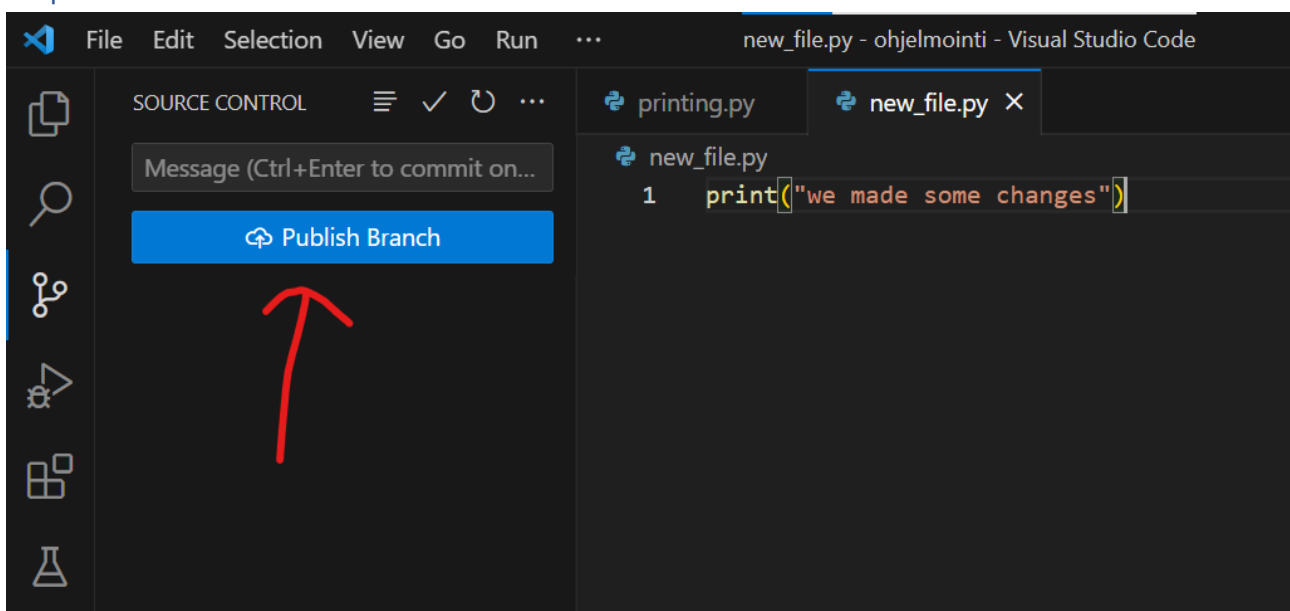 File Edit Selection View Go Run ··· new_file.py - ohjelmointi - Visual Studio Code
SOURCE CONTROL
printing.py new_file.py
Message (Ctrl+Enter to commit on...
new_file.py
1 print("we made some changes")
Publish Branch